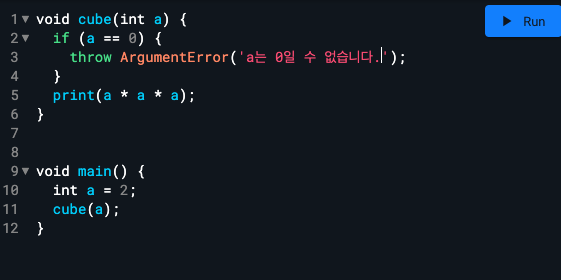 1 void cube(int a) {
2 if (a == 0) {
3 throw ArgumentError('a는 0일 수 없습니다.');
4 }
5 print(a * a * a);
6 }
7
8
9 void main() {
10 int a = 2;
11 cube(a);
12 }
Run